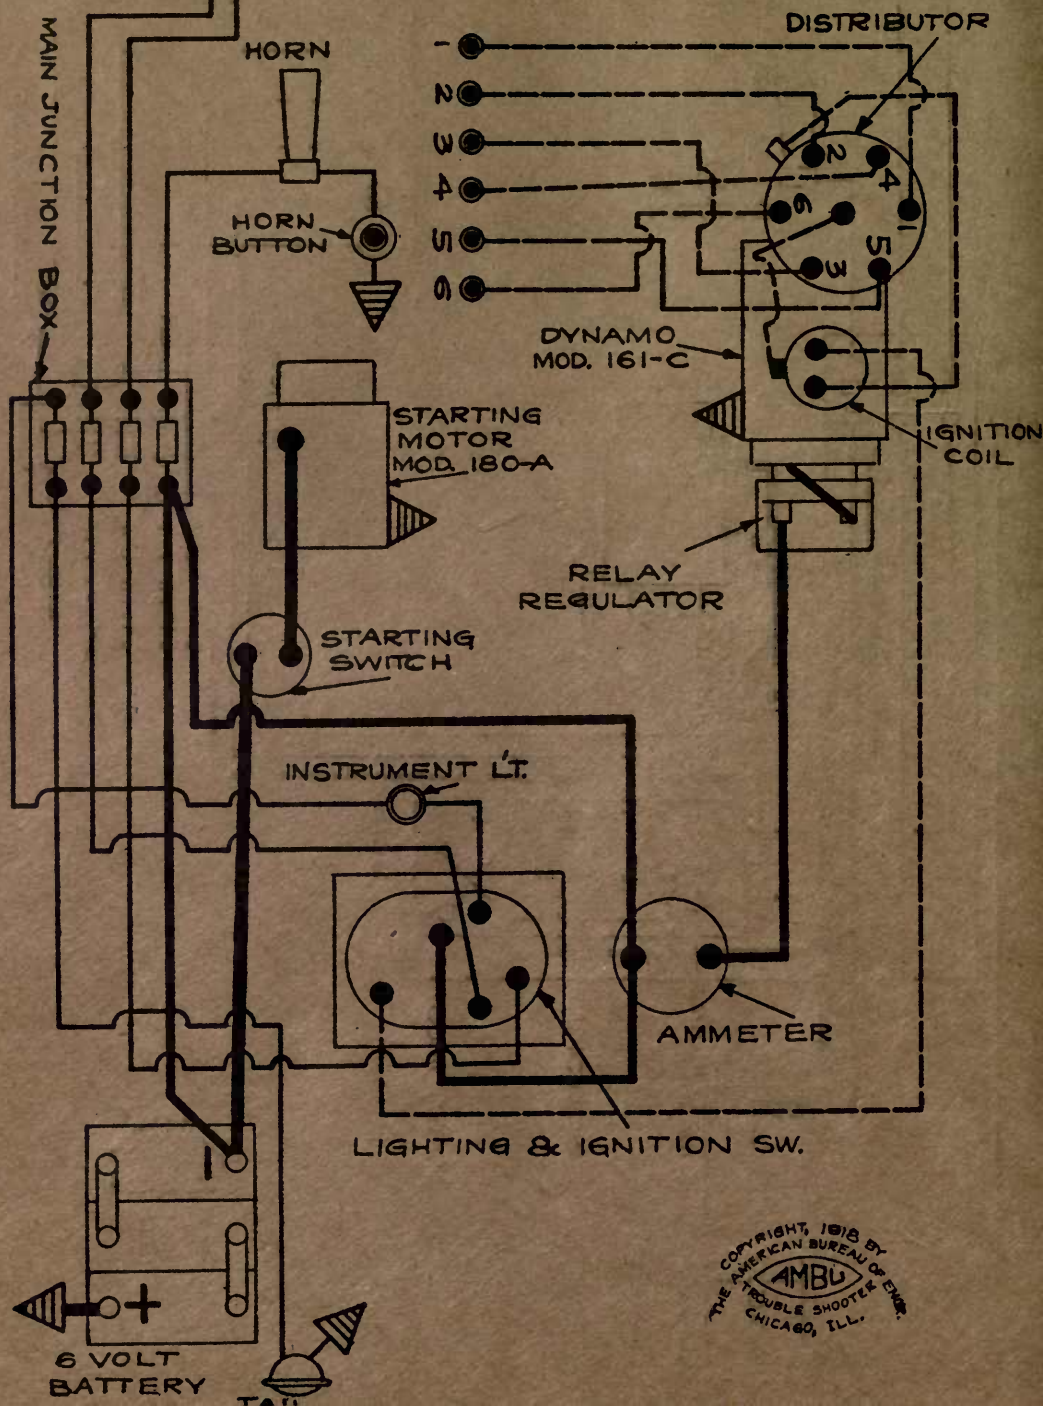 DISTRIBUTOR
MAIN JUNCTION BOX
HORN
1
2
3
4
5
6
2
4
6
1
3
5
HORN
BUTTON
DYNAMO
MOD. 161-C
STARTING
MOTOR
MOD. 180-A
IGNITION
COIL
RELAY
REGULATOR
STARTING
SWITCH
INSTRUMENT L'T.
AMMETER
LIGHTING & IGNITION SW.
−
+
6 VOLT
BATTERY
TAIL
COPYRIGHT, 1918 BY
THE AMERICAN BUREAU OF ENGR.
AMBU
TROUBLE SHOOTER
CHICAGO, ILL.